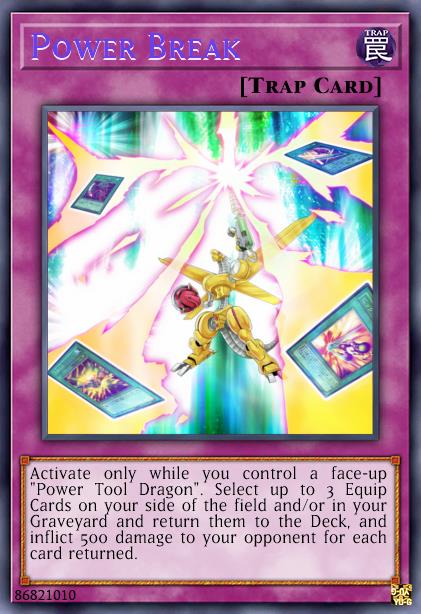 Power Break
TRAP
罠
[Trap Card]
Activate only while you control a face-up
"Power Tool Dragon". Select up to 3 Equip
Cards on your side of the field and/or in your
Graveyard and return them to the Deck, and
inflict 500 damage to your opponent for each
card returned.
86821010